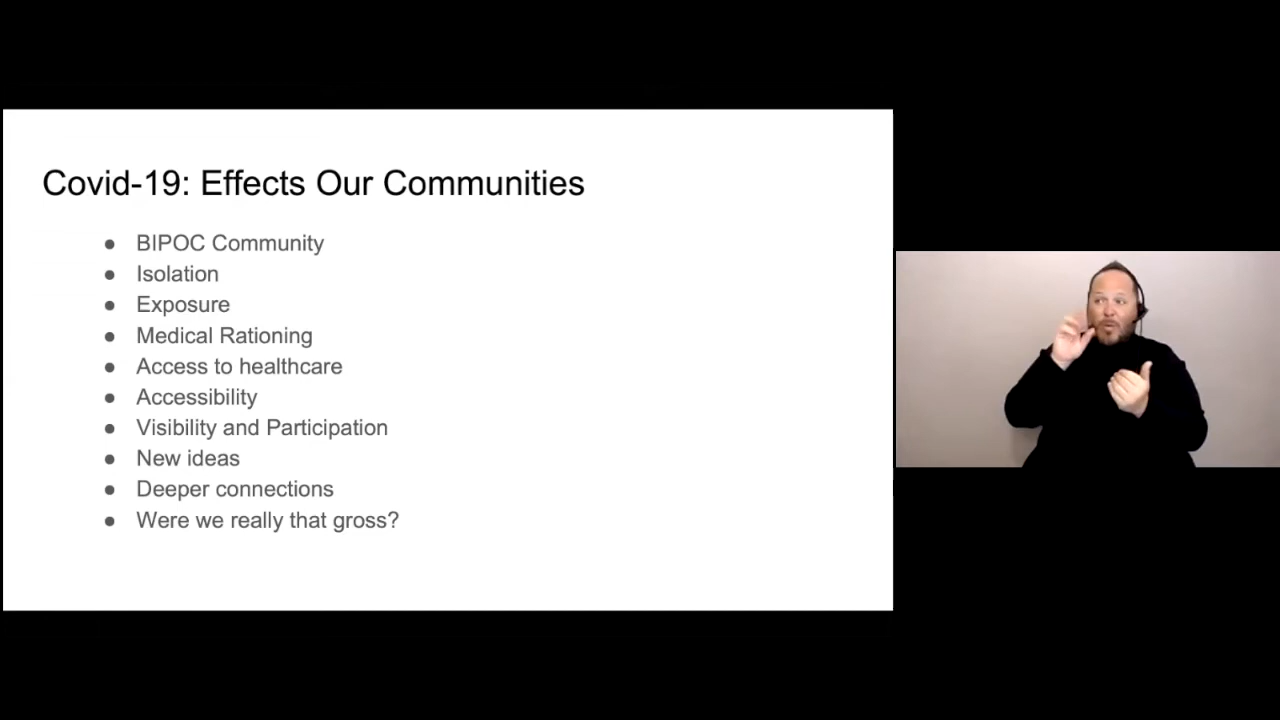 Covid-19: Effects Our Communities
● BIPOC Community
● Isolation
● Exposure
● Medical Rationing
● Access to healthcare
● Accessibility
● Visibility and Participation
● New ideas
● Deeper connections
● Were we really that gross?